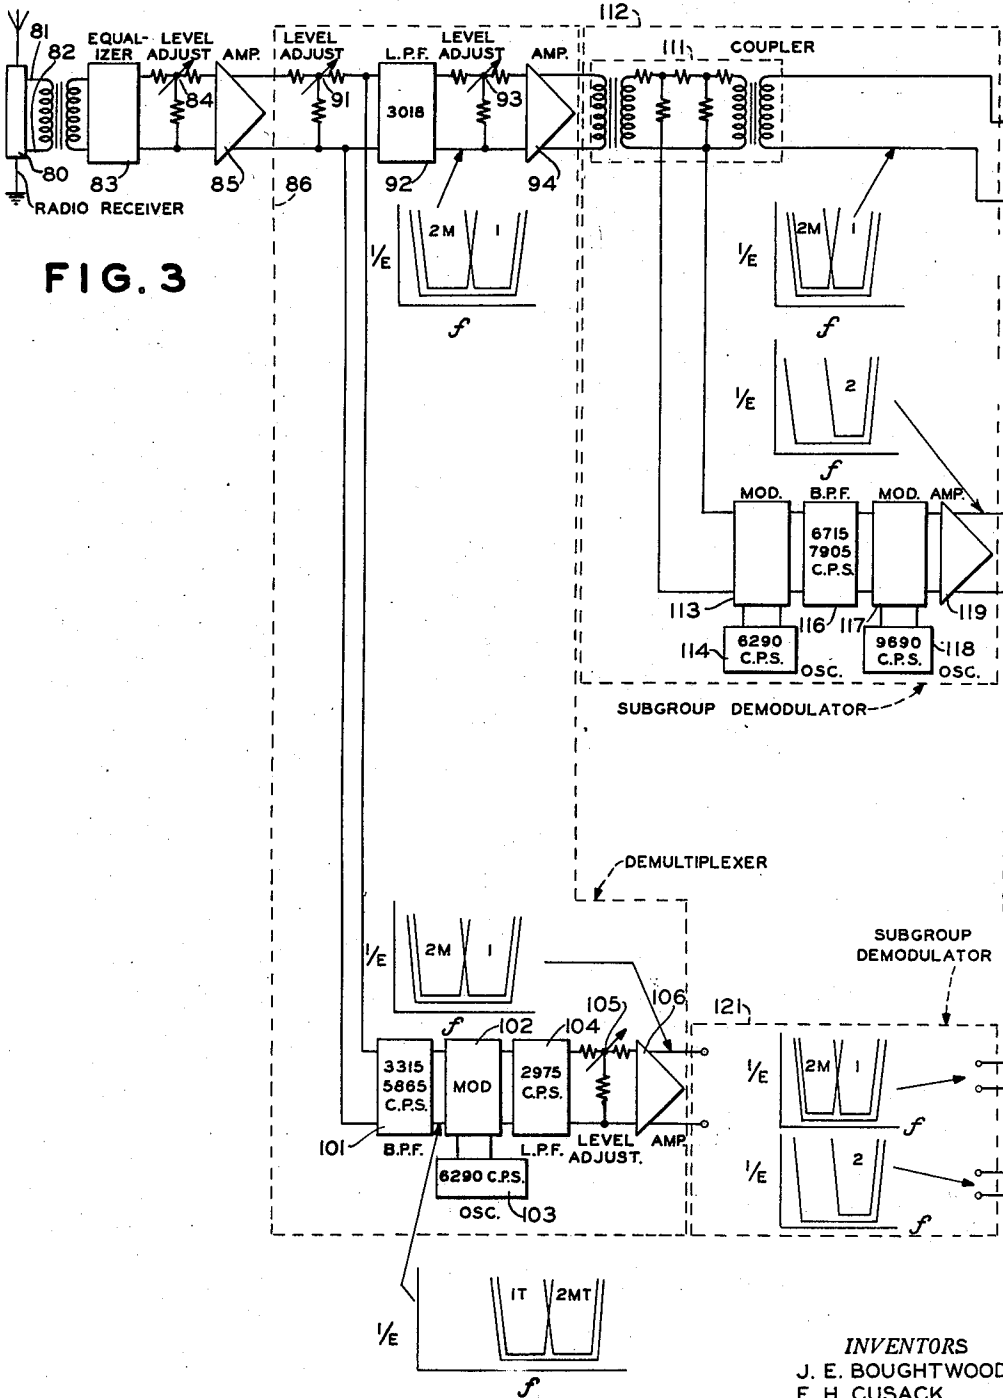 112
81
82
EQUAL-
IZER
LEVEL
ADJUST
AMP.
LEVEL
ADJUST
L.P.F.
LEVEL
ADJUST
AMP.
111
COUPLER
84
91
3018
93
80
83
85
86
92
94
RADIO RECEIVER
FIG. 3
1/E
2M
1
f
1/E
2M
1
f
1/E
2
f
MOD.
B.P.F.
MOD.
AMP.
6715
7905
C.P.S.
113
116
117
119
114
6290
C.P.S.
OSC.
9690
C.P.S.
118
OSC.
SUBGROUP DEMODULATOR
DEMULTIPLEXER
1/E
2M
1
f
SUBGROUP
DEMODULATOR
102
104
105
106
121
3315
5865
C.P.S.
MOD
2975
C.P.S.
101
B.P.F.
L.P.F.
LEVEL
ADJUST.
AMP.
6290 C.P.S.
OSC.
103
1/E
2M
1
f
1/E
2
f
1/E
1T
2MT
f
INVENTORS
J. E. BOUGHTWOOD
F. H. CUSACK